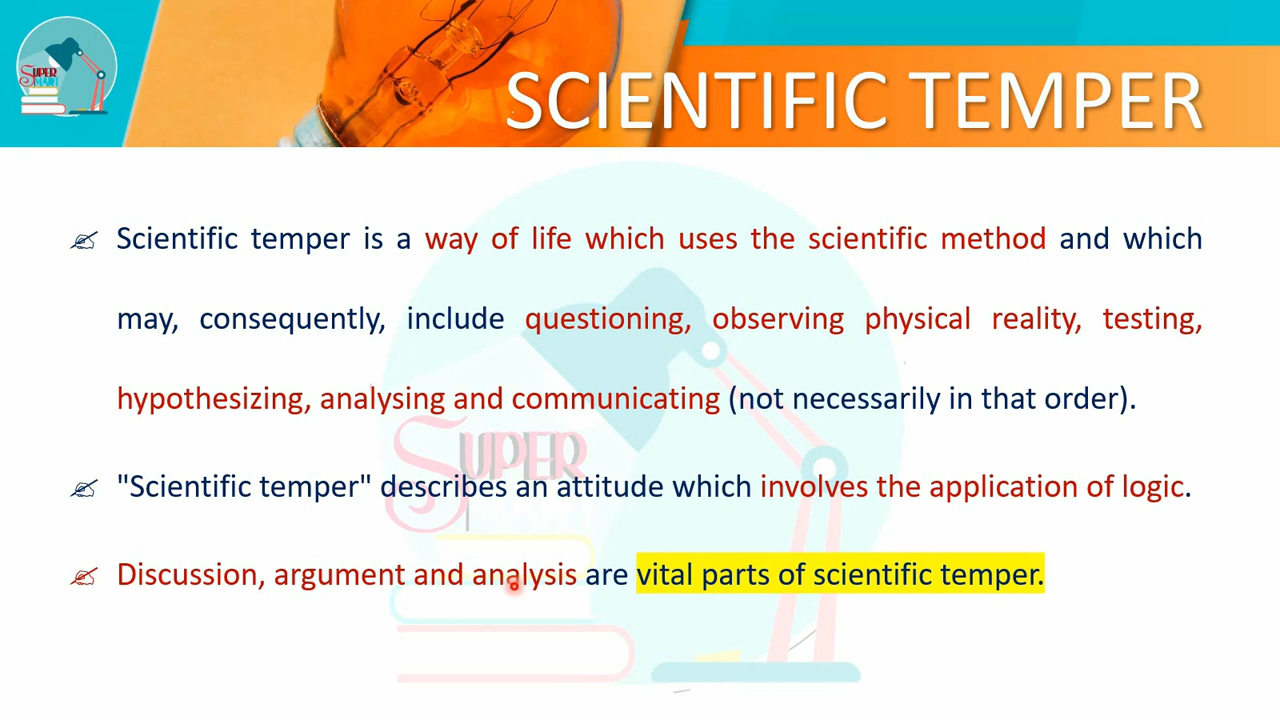 SUPER
SCIENTIFIC TEMPER
Scientific temper is a way of life which uses the scientific method and which
may, consequently, include questioning, observing physical reality, testing,
hypothesizing, analysing and communicating (not necessarily in that order).
"Scientific temper" describes an attitude which involves the application of logic.
SUPER
Discussion, argument and analysis are vital parts of scientific temper.